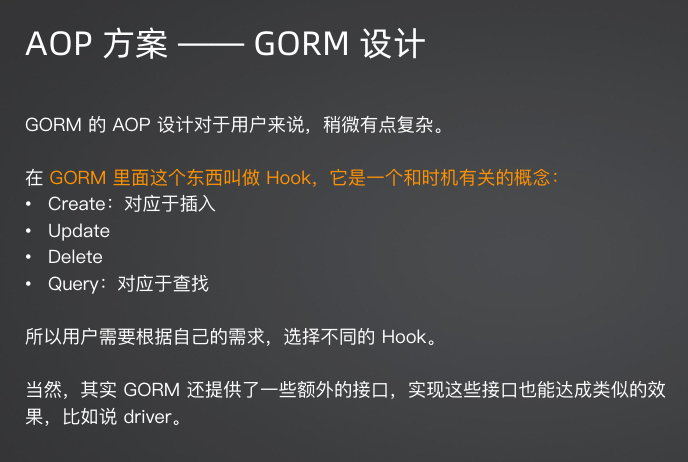 AOP 方案 —— GORM 设计
GORM 的 AOP 设计对于用户来说，稍微有点复杂。
在 GORM 里面这个东西叫做 Hook，它是一个和时机有关的概念：
• Create：对应于插入
• Update
• Delete
• Query：对应于查找
所以用户需要根据自己的需求，选择不同的 Hook。
当然，其实 GORM 还提供了一些额外的接口，实现这些接口也能达成类似的效
果，比如说 driver。